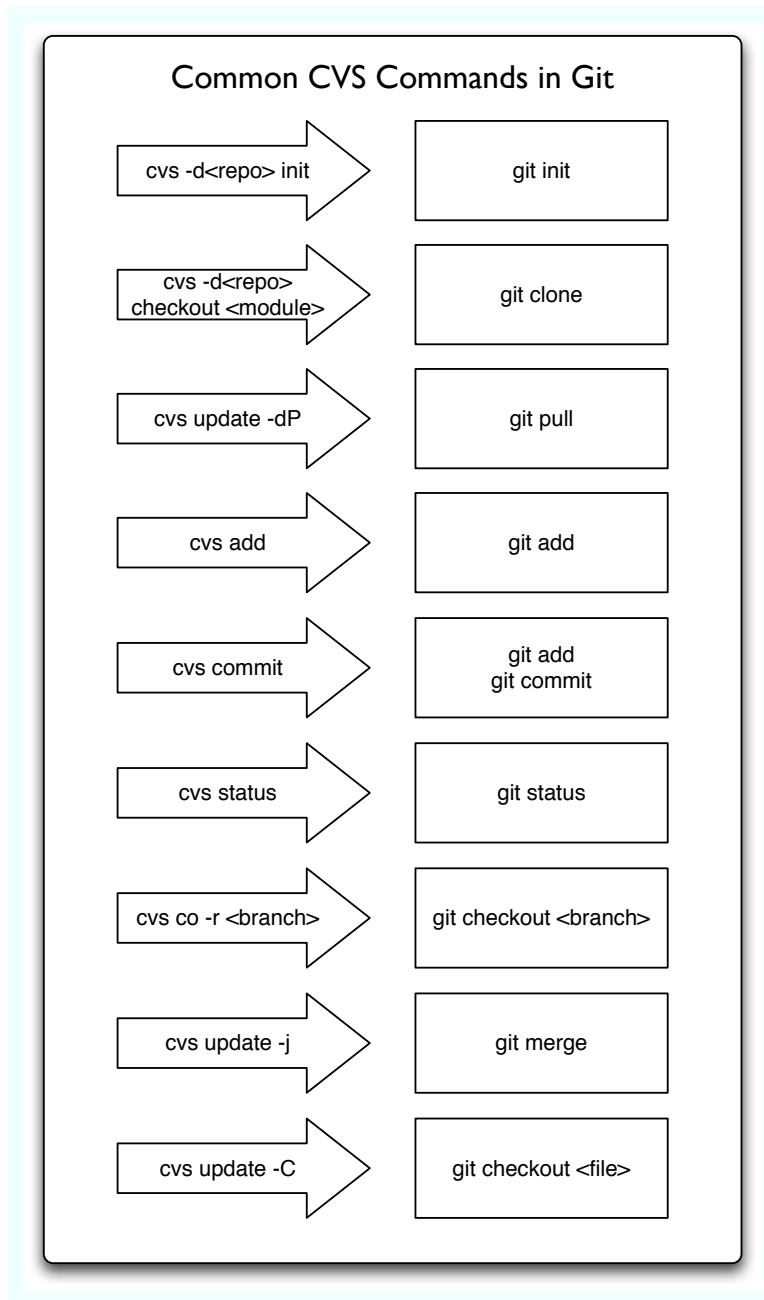 Common CVS Commands in Git
cvs -d<repo> init
git init
cvs -d<repo>
checkout <module>
git clone
cvs update -dP
git pull
cvs add
git add
cvs commit
git add
git commit
cvs status
git status
cvs co -r <branch>
git checkout <branch>
cvs update -j
git merge
cvs update -C
git checkout <file>